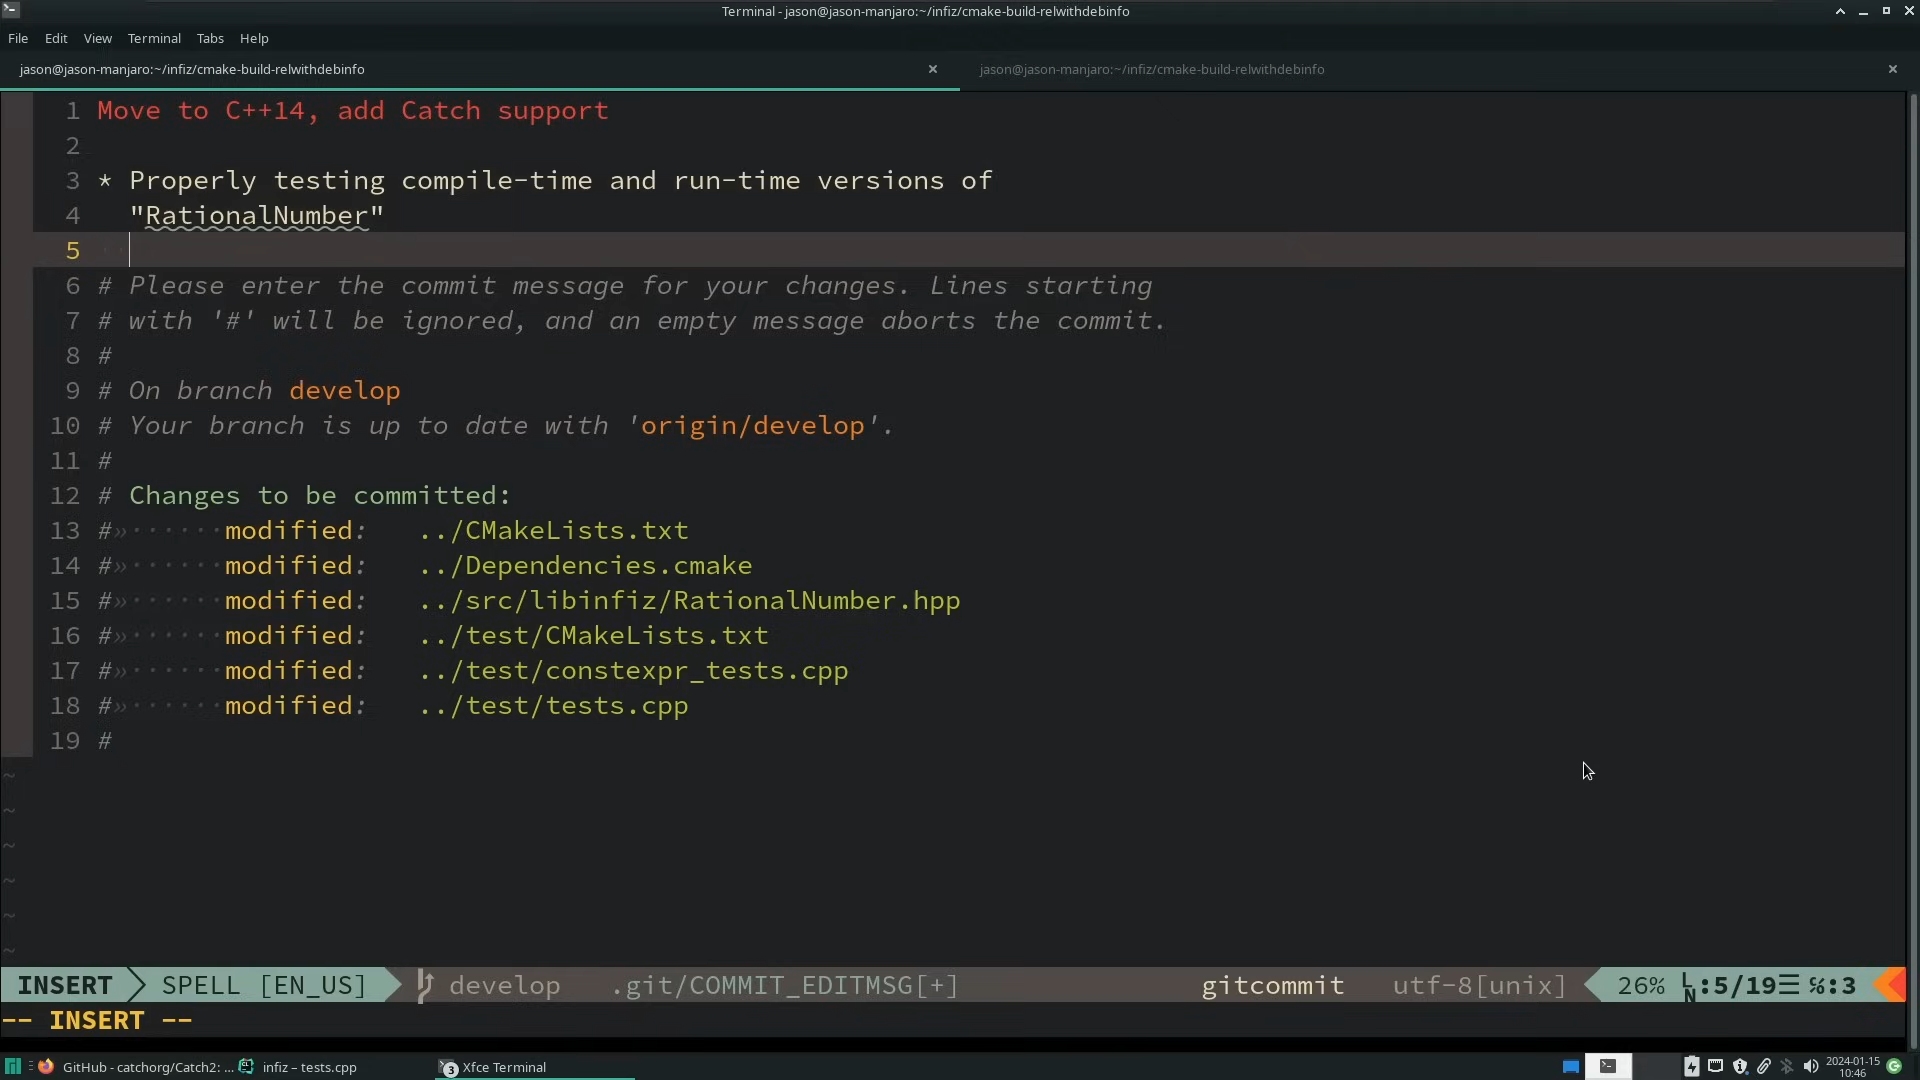 Terminal - jason@jason-manjaro:~/infiz/cmake-build-relwithdebinfo
File Edit View Terminal Tabs Help
jason@jason-manjaro:~/infiz/cmake-build-relwithdebinfo jason@jason-manjaro:~/infiz/cmake-build-relwithdebinfo
1 Move to C++14, add Catch support
2
3 * Properly testing compile-time and run-time versions of
4 "RationalNumber"
5
6 # Please enter the commit message for your changes. Lines starting
7 # with '#' will be ignored, and an empty message aborts the commit.
8 #
9 # On branch develop
10 # Your branch is up to date with 'origin/develop'.
11 #
12 # Changes to be committed:
13 #»······modified:   ../CMakeLists.txt
14 #»······modified:   ../Dependencies.cmake
15 #»······modified:   ../src/libinfiz/RationalNumber.hpp
16 #»······modified:   ../test/CMakeLists.txt
17 #»······modified:   ../test/constexpr_tests.cpp
18 #»······modified:   ../test/tests.cpp
19 #
~
~
~
~
~
~
INSERT SPELL [EN_US] develop .git/COMMIT_EDITMSG[+] gitcommit utf-8[unix] 26% LN:5/19☰ ℅:3
-- INSERT --
GitHub - catchorg/Catch2: ... infiz – tests.cpp 3 Xfce Terminal 2024-01-15
10:46